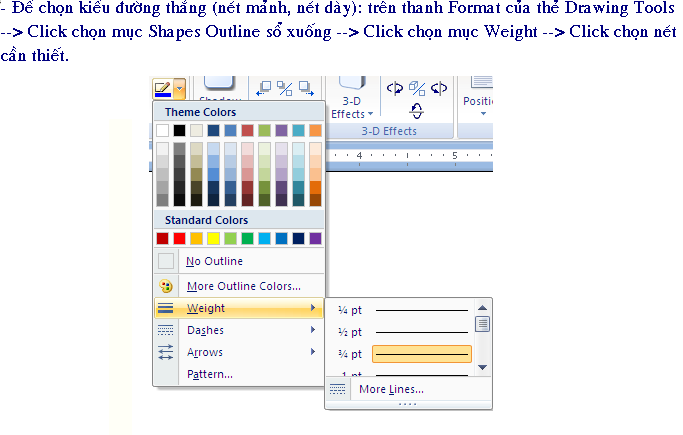 - Để chọn kiểu đường thẳng (nét mảnh, nét dày): trên thanh Format của thẻ Drawing Tools
--> Click chọn mục Shapes Outline sổ xuống --> Click chọn mục Weight --> Click chọn nét
cần thiết.
3-D
Effects
3-D Effects
Theme Colors
4 5
Standard Colors
No Outline
More Outline Colors...
Weight
¼ pt
½ pt
Dashes
¾ pt
Arrows
1 pt
Pattern...
More Lines...